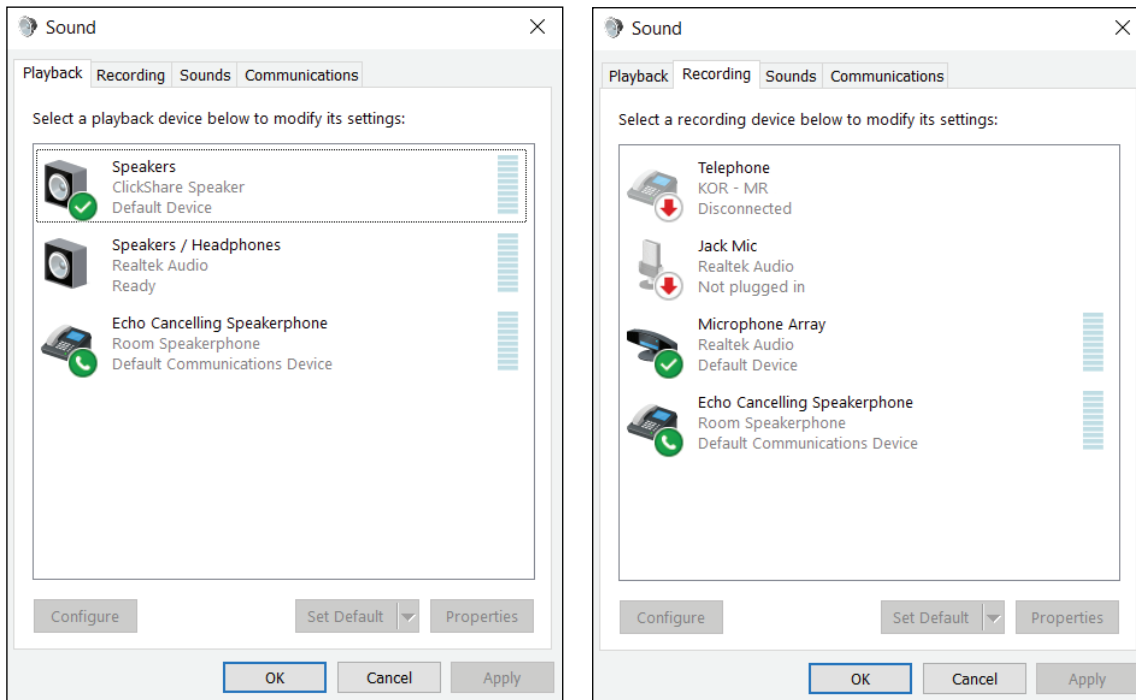 Sound
Playback Recording Sounds Communications
Select a playback device below to modify its settings:
Speakers
ClickShare Speaker
Default Device
Speakers / Headphones
Realtek Audio
Ready
Echo Cancelling Speakerphone
Room Speakerphone
Default Communications Device
Configure Set Default Properties
OK Cancel Apply
Sound
Playback Recording Sounds Communications
Select a recording device below to modify its settings:
Telephone
KOR - MR
Disconnected
Jack Mic
Realtek Audio
Not plugged in
Microphone Array
Realtek Audio
Default Device
Echo Cancelling Speakerphone
Room Speakerphone
Default Communications Device
Configure Set Default Properties
OK Cancel Apply